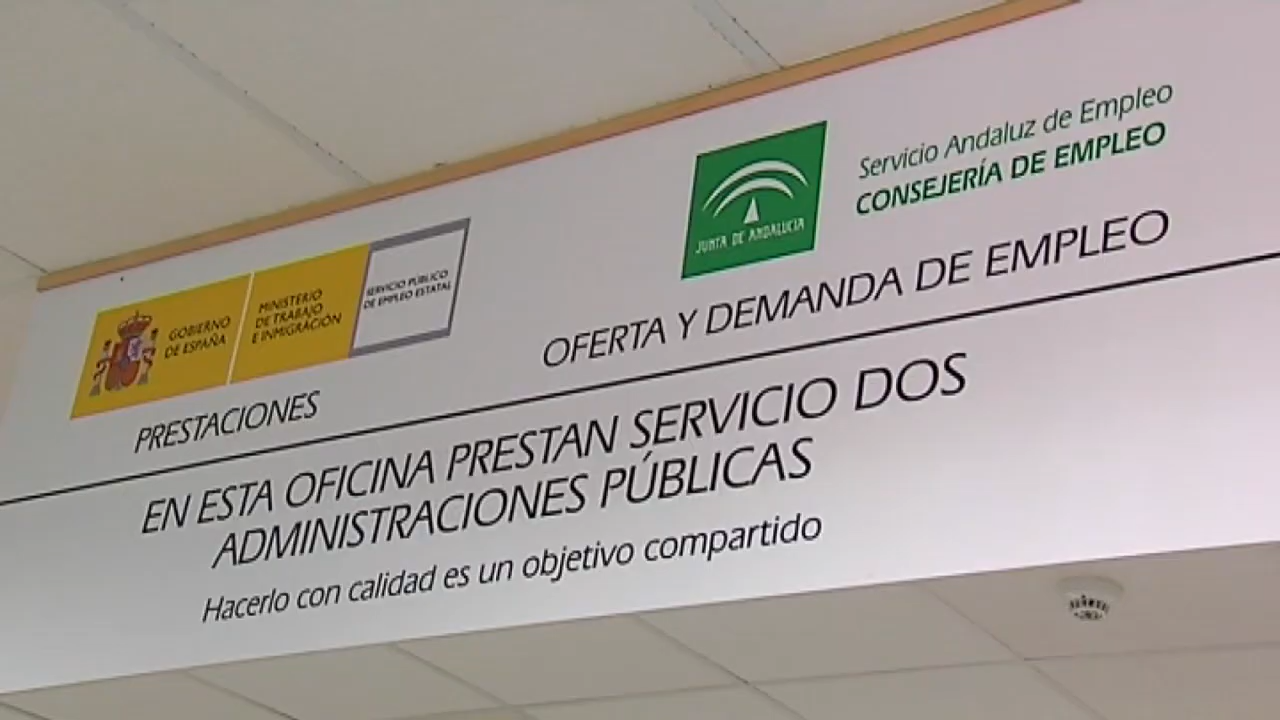 GOBIERNO
DE ESPAÑA
MINISTERIO
DE TRABAJO
E INMIGRACIÓN
SERVICIO PÚBLICO
DE EMPLEO ESTATAL
PRESTACIONES
JUNTA DE ANDALUCIA
Servicio Andaluz de Empleo
CONSEJERÍA DE EMPLEO
OFERTA Y DEMANDA DE EMPLEO
EN ESTA OFICINA PRESTAN SERVICIO DOS
ADMINISTRACIONES PÚBLICAS
Hacerlo con calidad es un objetivo compartido